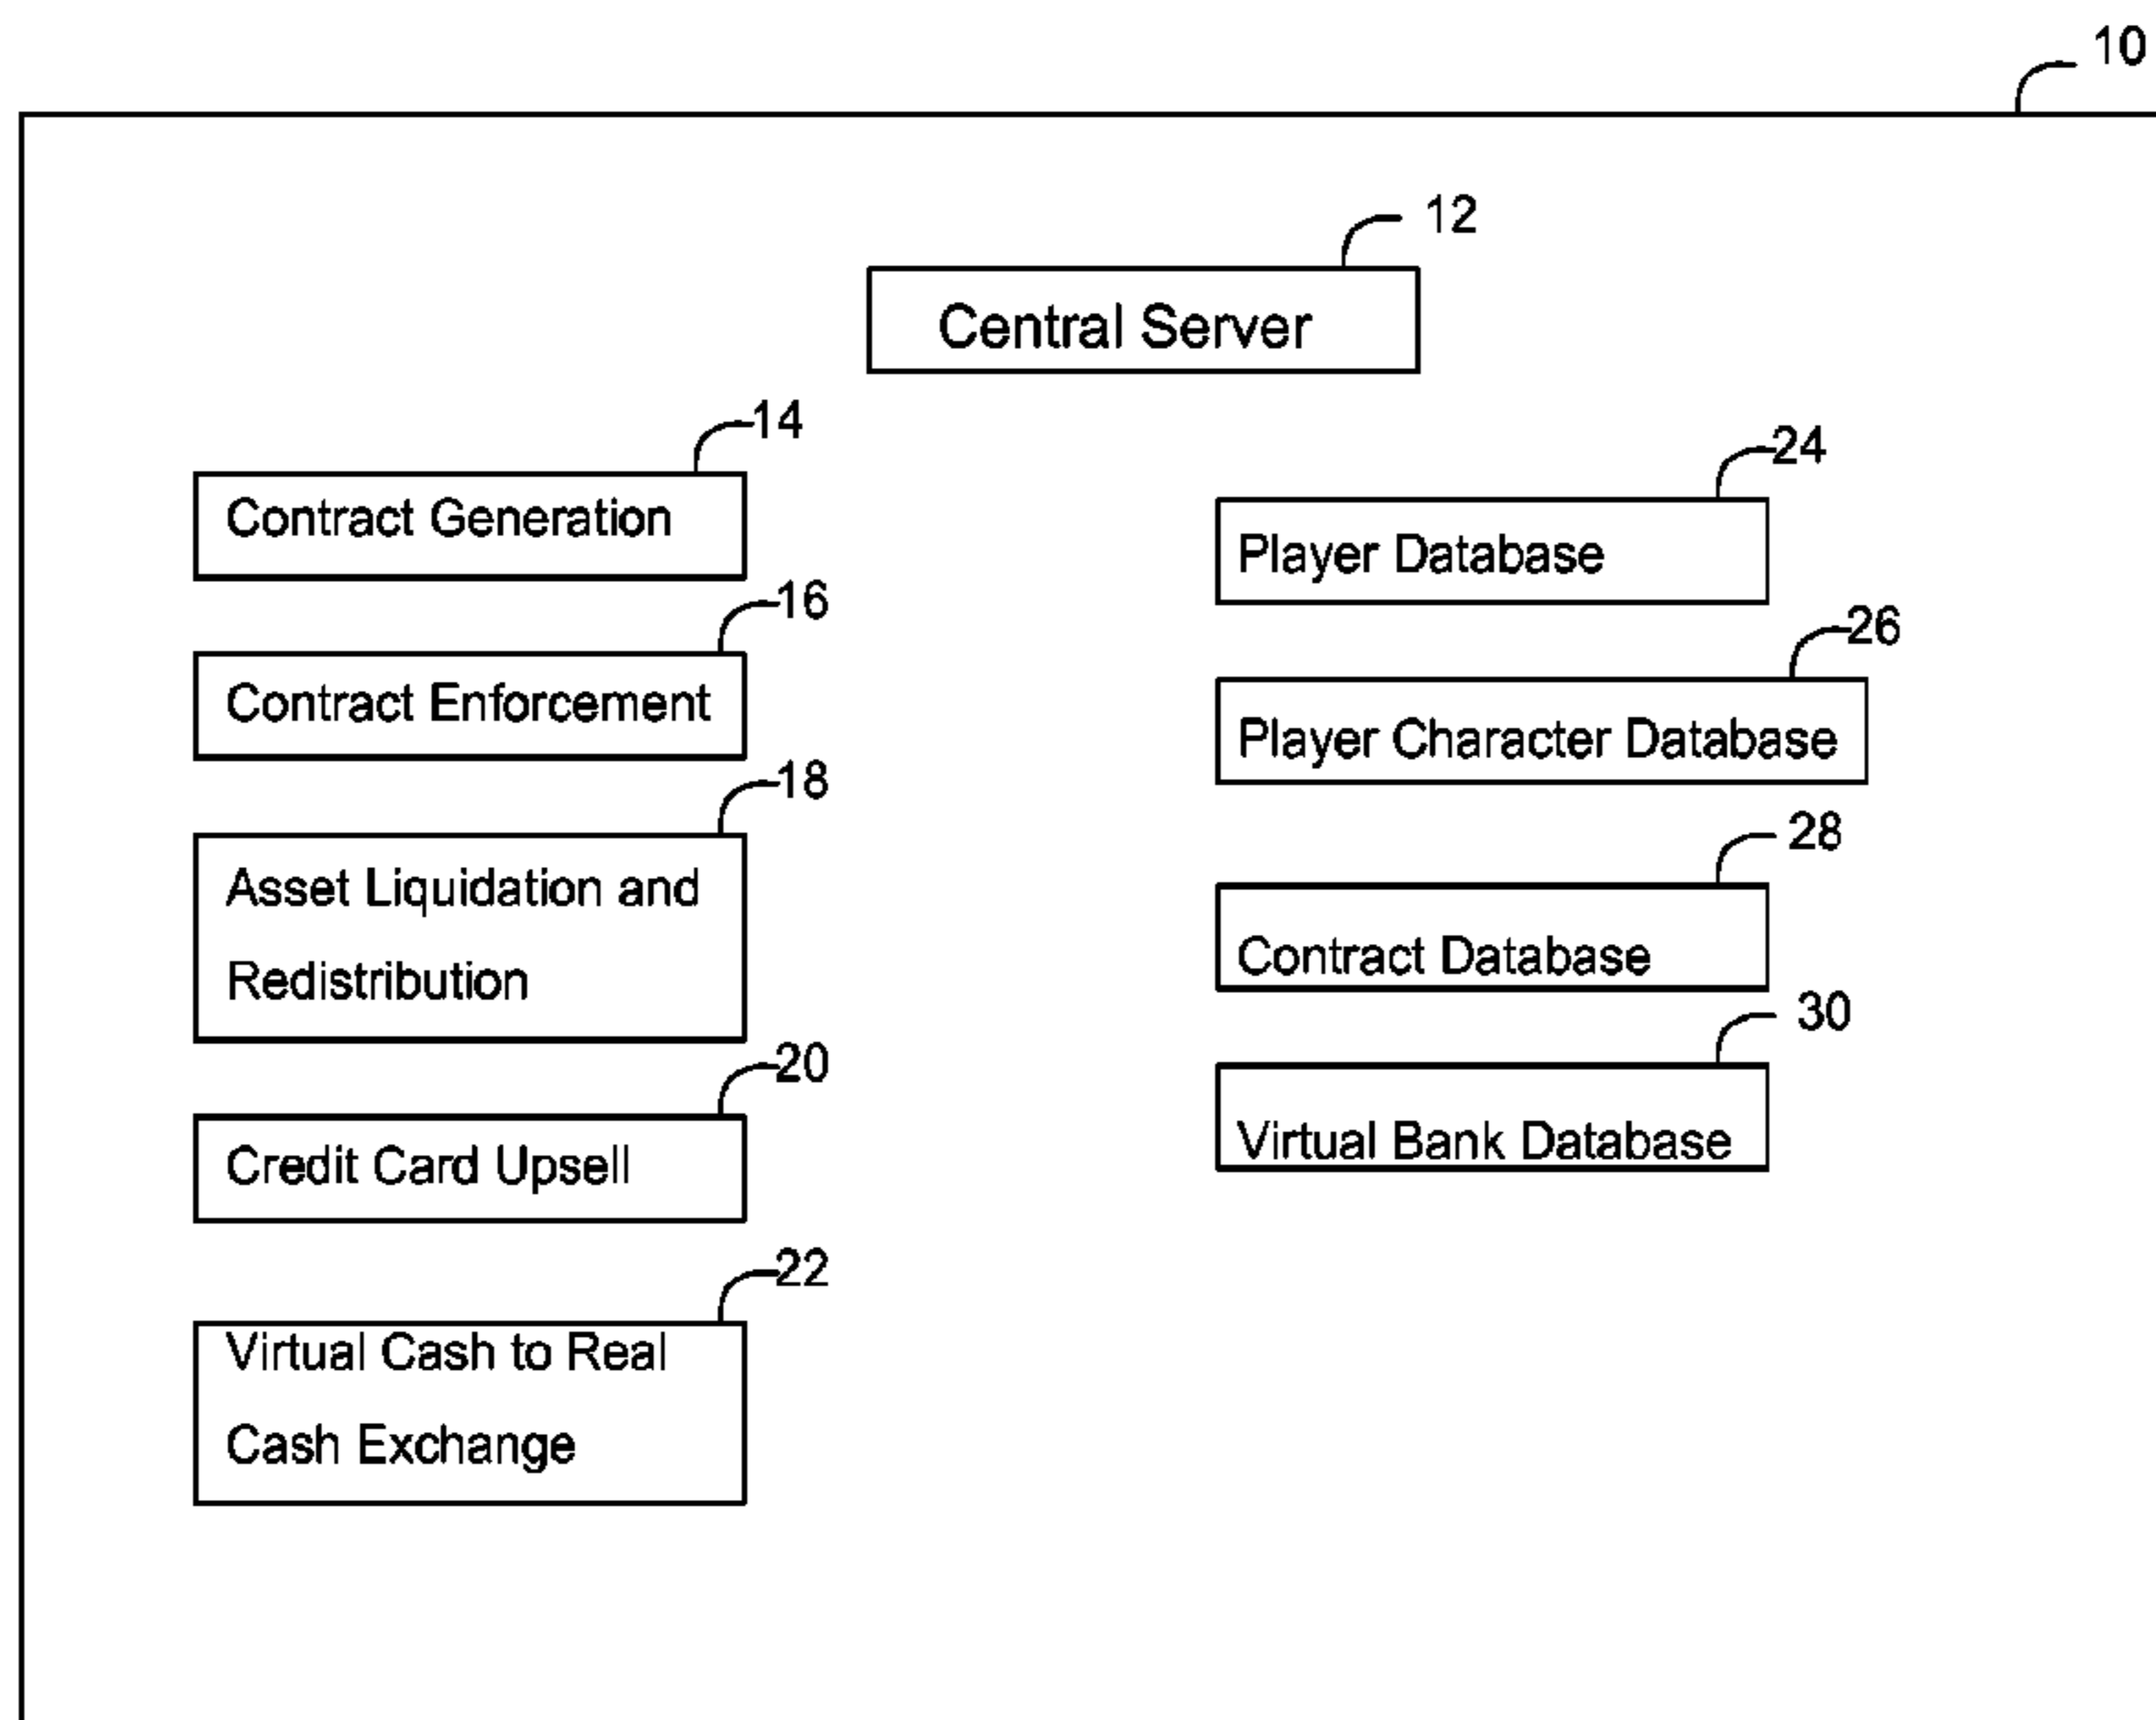 10
12
Central Server
14
Contract Generation
16
Contract Enforcement
18
Asset Liquidation and
Redistribution
20
Credit Card Upsell
22
Virtual Cash to Real
Cash Exchange
24
Player Database
26
Player Character Database
28
Contract Database
30
Virtual Bank Database